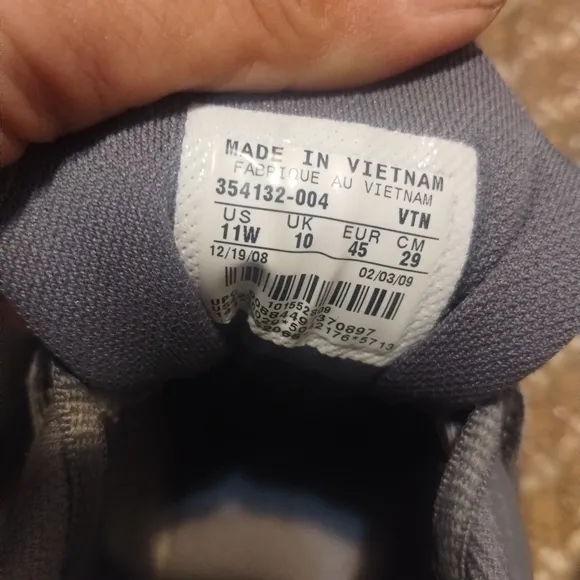 MADE IN VIETNAM
FABRIQUE AU VIETNAM
354132-004 VTN
US UK EUR CM
11W 10 45 29
12/19/08 02/03/09